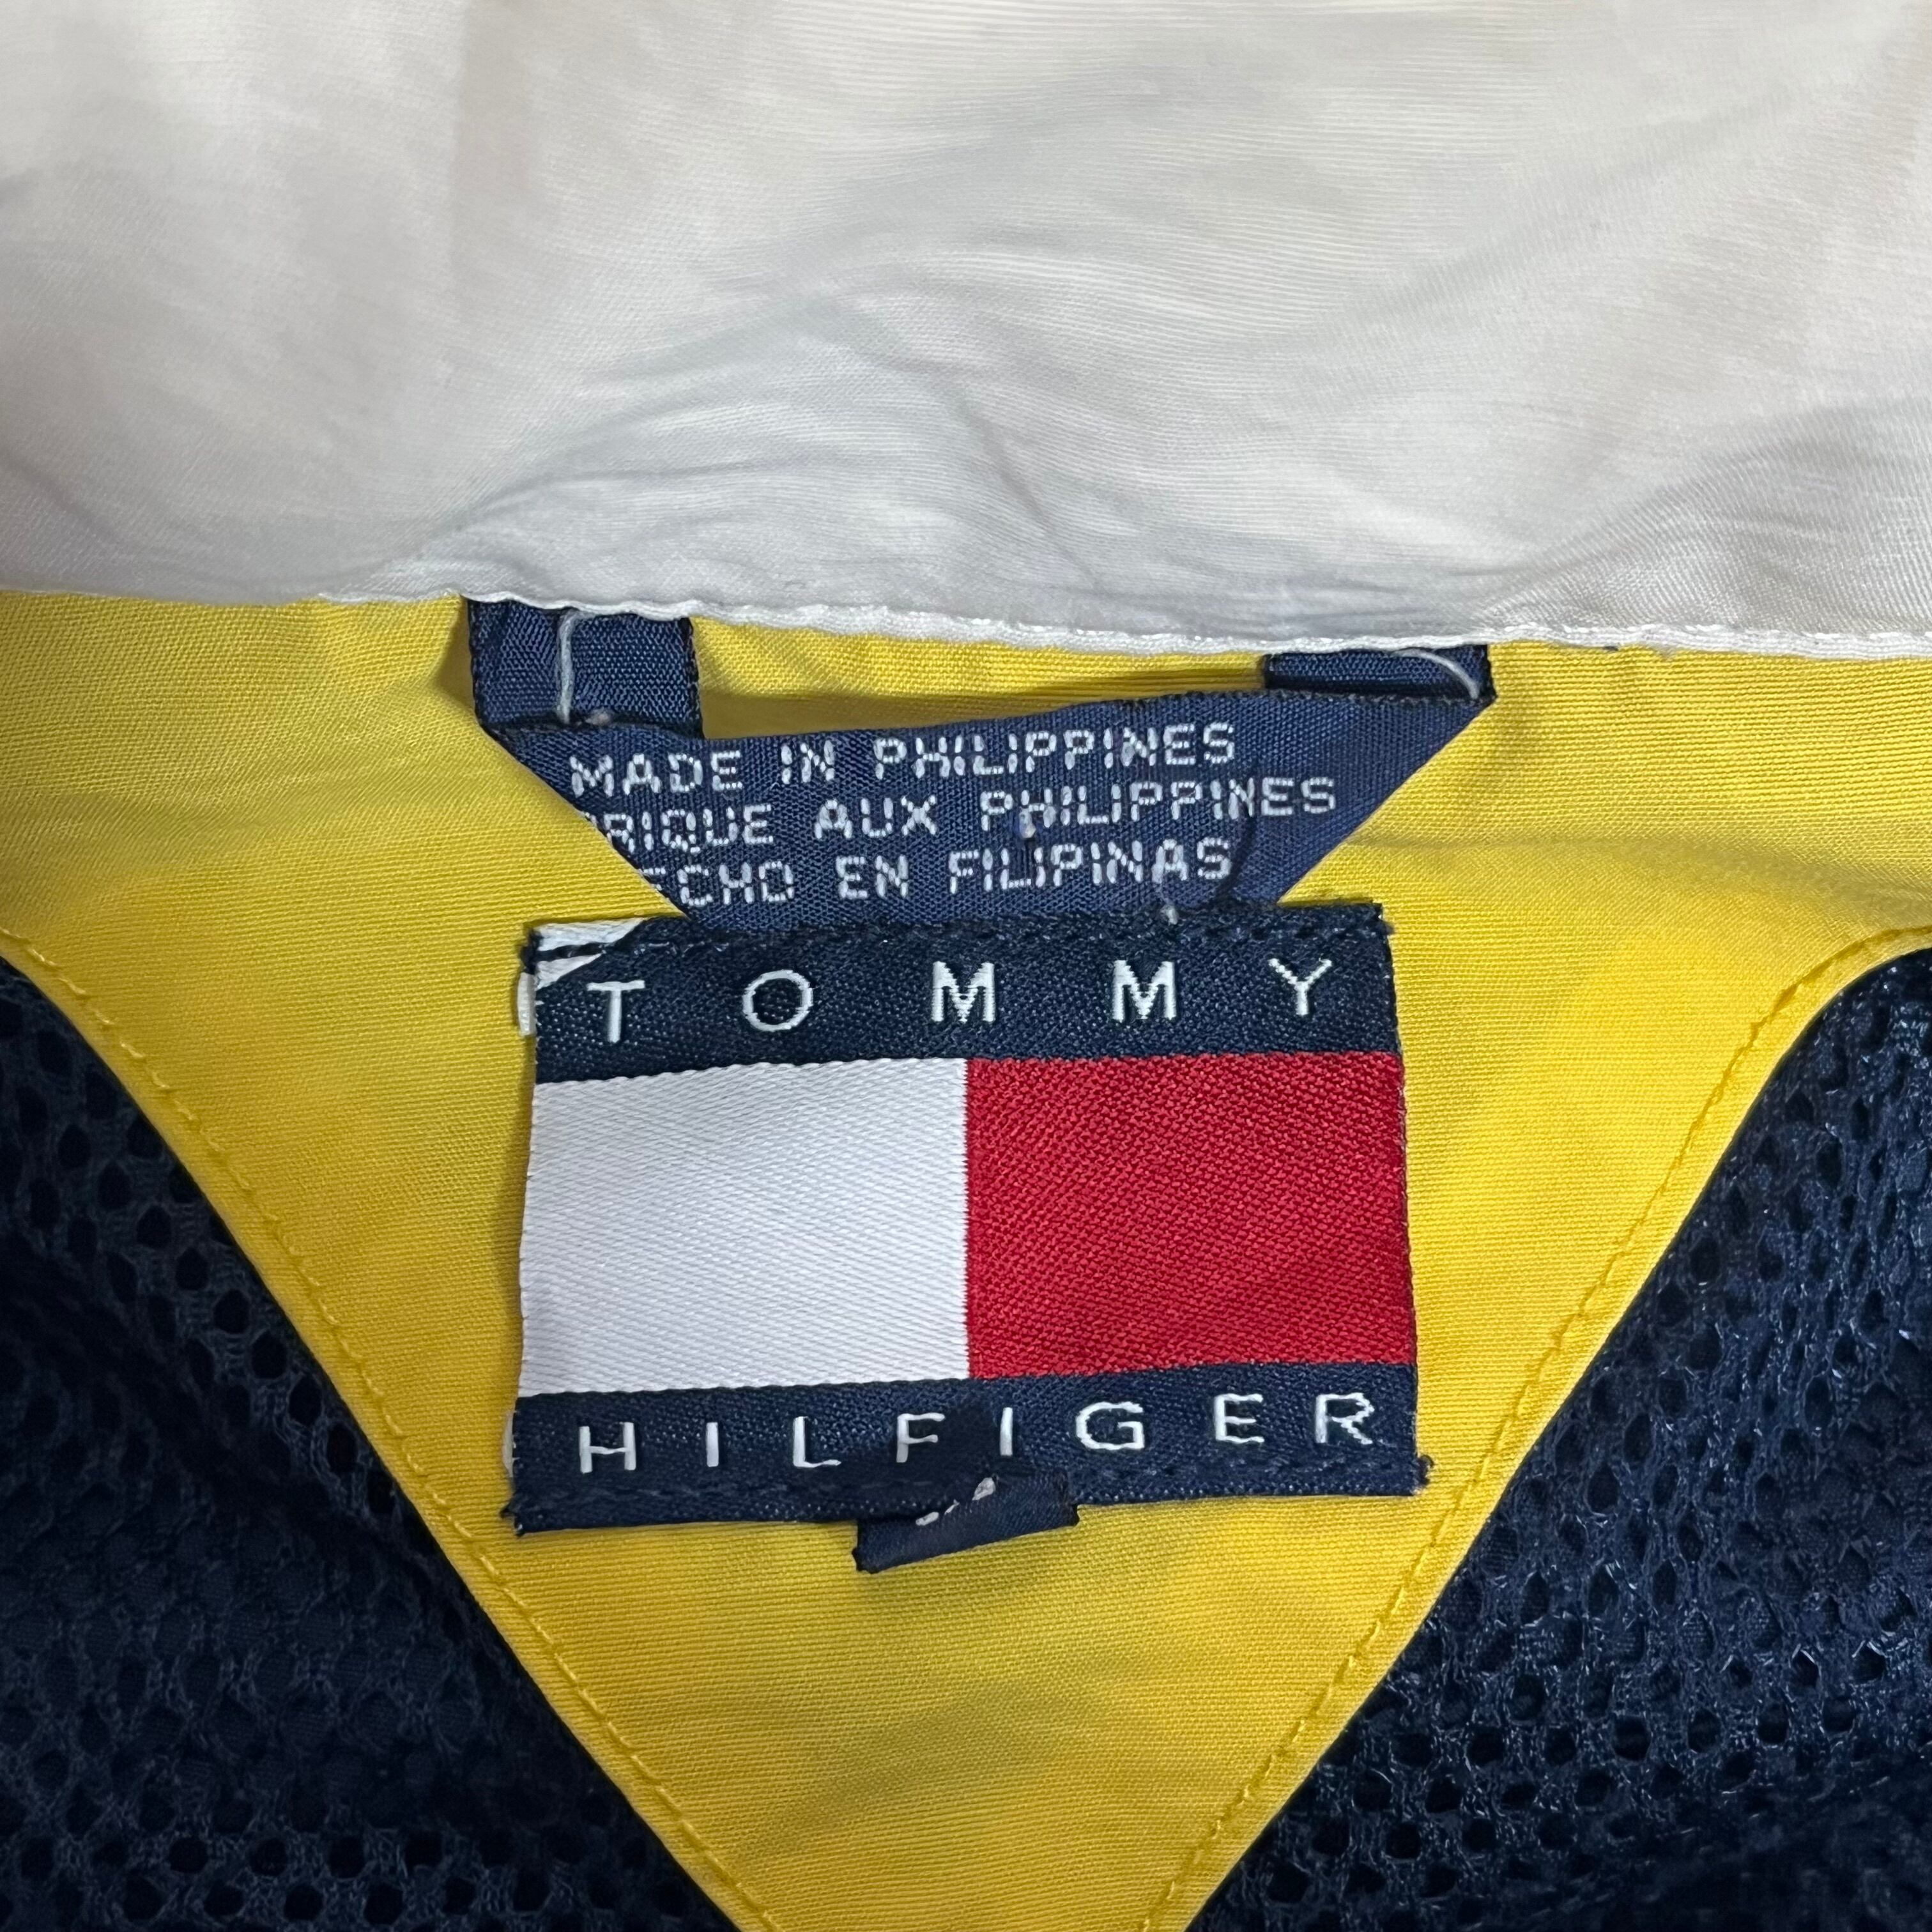 MADE IN PHILIPPINES
RIQUE AUX PHILIPPINES
ECHO EN FILIPINAS
TOMMY
HILFIGER